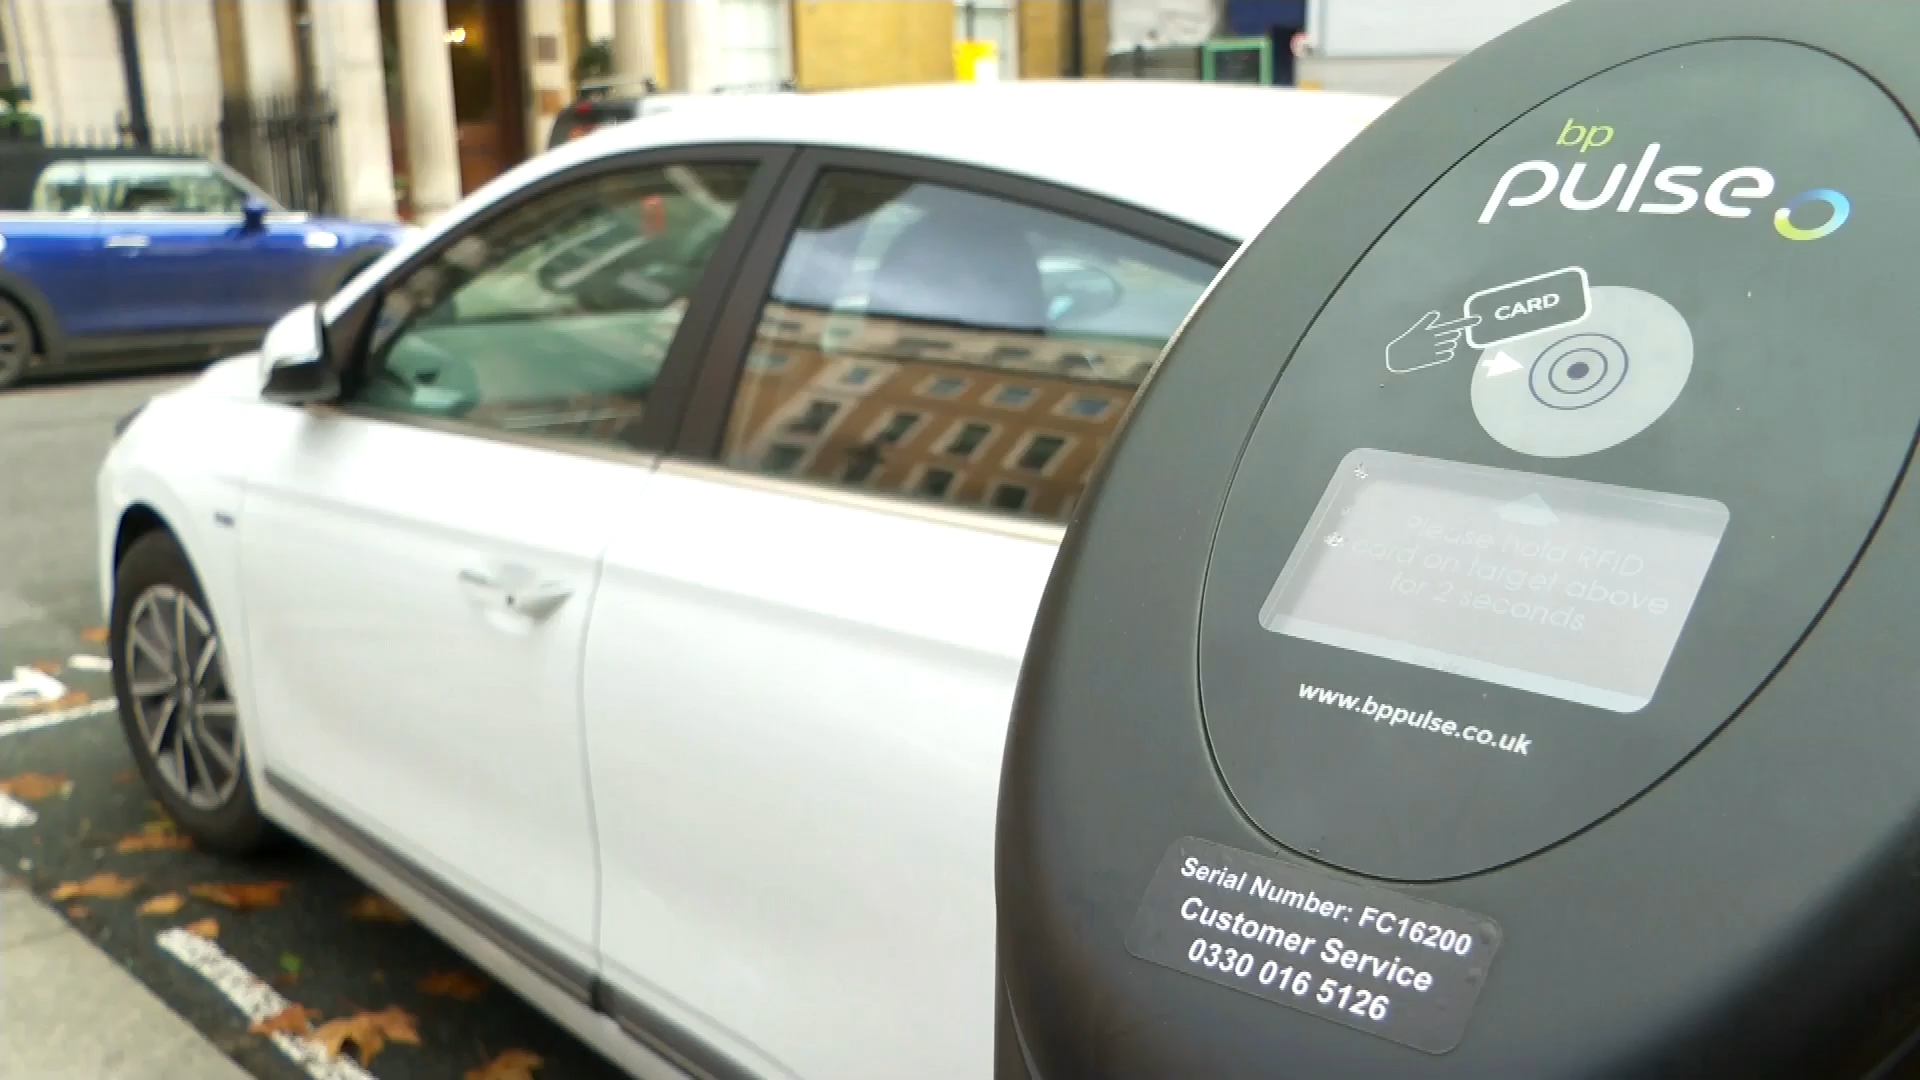 bp
pulse
CARD
please hold RFID
card on target above
for 2 seconds
www.bppulse.co.uk
Serial Number: FC16200
Customer Service
0330 016 5126